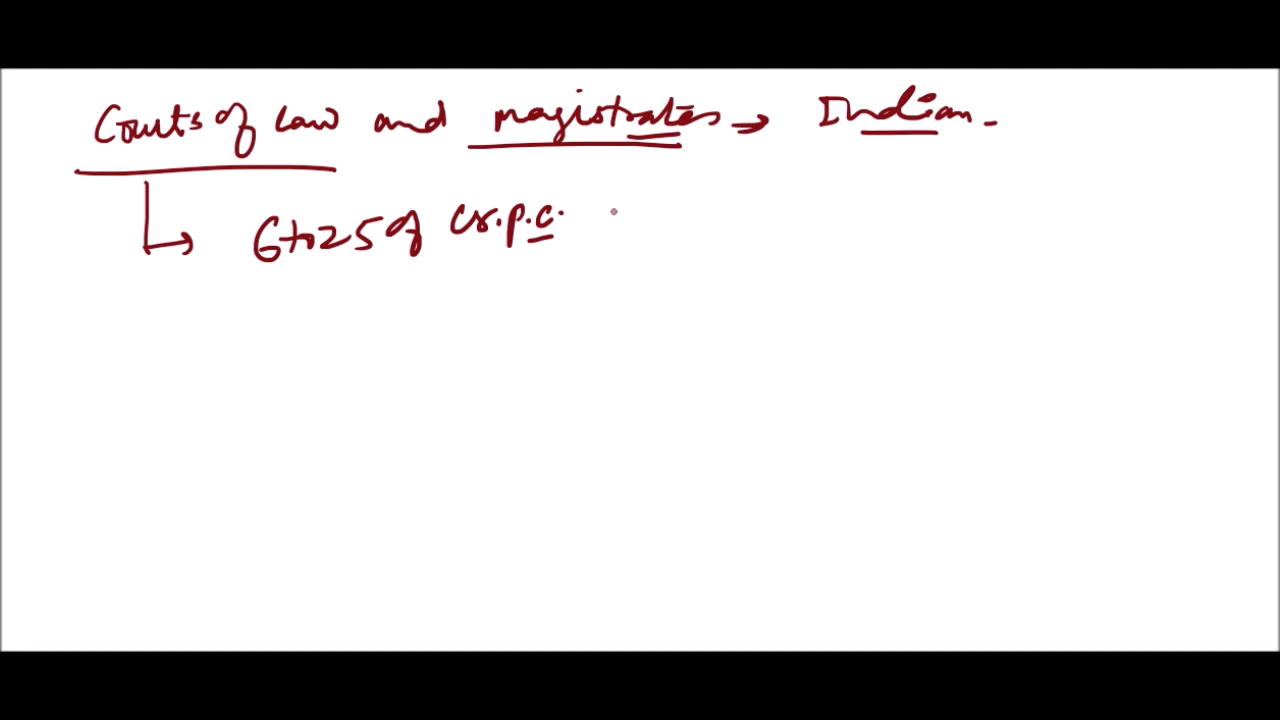 Courts of Law and magistrates → Indian.
↳ 6 to 25 of Cr.P.C.